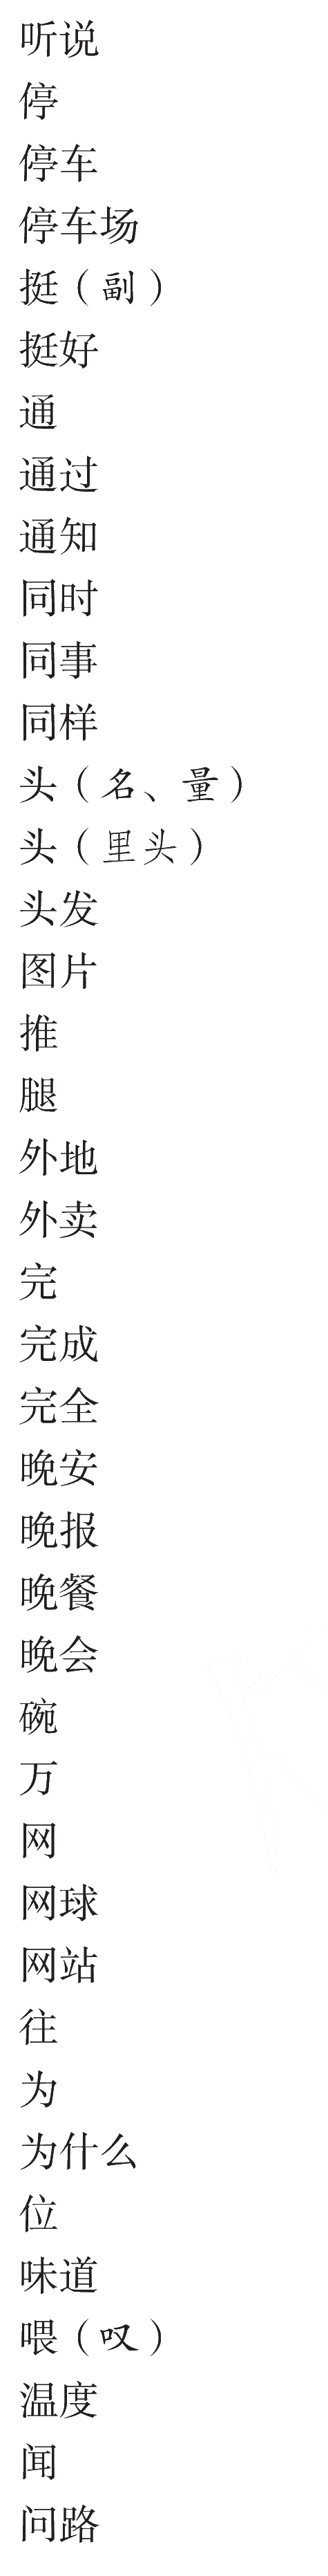 听说
停
停车
停车场
挺（副）
挺好
通
通过
通知
同时
同事
同样
头（名、量）
头（里头）
头发
图片
推
腿
外地
外卖
完
完成
完全
晚安
晚报
晚餐
晚会
碗
万
网
网球
网站
往
为
为什么
位
味道
喂（叹）
温度
闻
问路